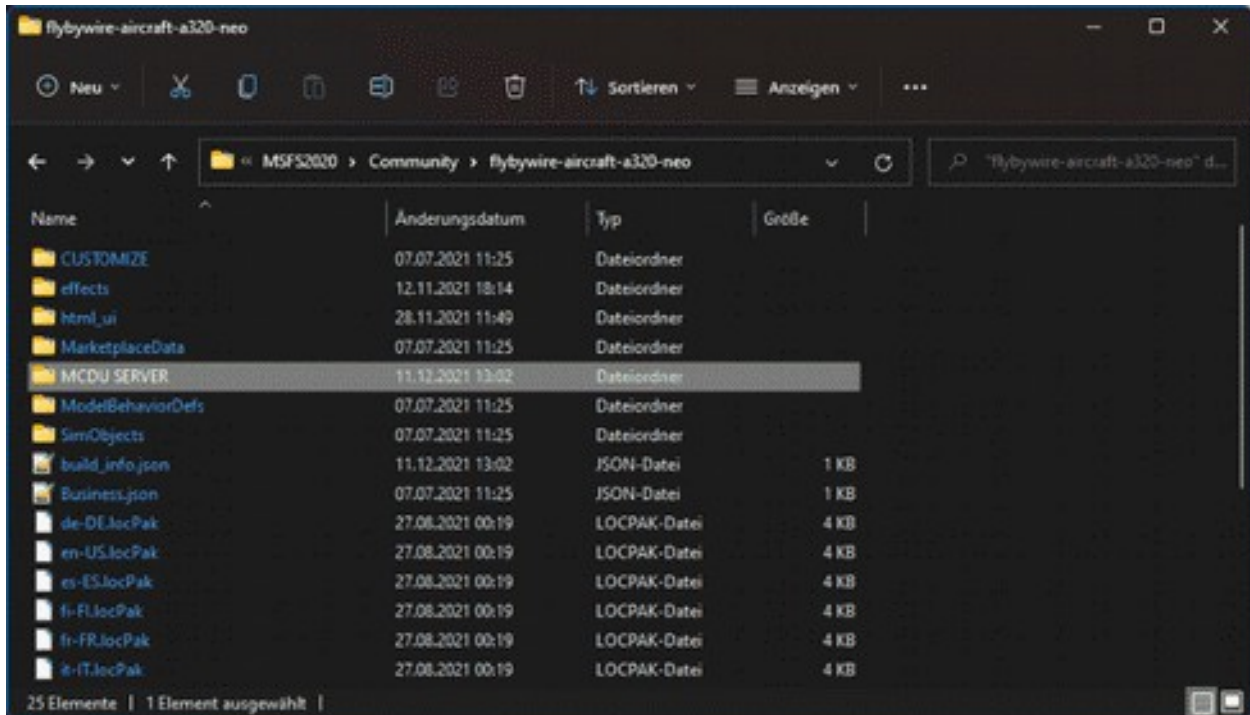 flybywire-aircraft-a320-neo
Neu Sortieren Anzeigen
« MSFS2020 > Community > flybywire-aircraft-a320-neo "flybywire-aircraft-a320-neo" d...
Name Änderungsdatum Typ Größe
CUSTOMIZE 07.07.2021 11:25 Dateiordner
effects 12.11.2021 18:14 Dateiordner
html_ui 28.11.2021 11:49 Dateiordner
MarketplaceData 07.07.2021 11:25 Dateiordner
MCDU SERVER 11.12.2021 13:02 Dateiordner
ModelBehaviorDefs 07.07.2021 11:25 Dateiordner
SimObjects 07.07.2021 11:25 Dateiordner
build_info.json 11.12.2021 13:02 JSON-Datei 1 KB
Business.json 07.07.2021 11:25 JSON-Datei 1 KB
de-DE.locPak 27.08.2021 00:19 LOCPAK-Datei 4 KB
en-US.locPak 27.08.2021 00:19 LOCPAK-Datei 4 KB
es-ES.locPak 27.08.2021 00:19 LOCPAK-Datei 4 KB
fi-FI.locPak 27.08.2021 00:19 LOCPAK-Datei 4 KB
fr-FR.locPak 27.08.2021 00:19 LOCPAK-Datei 4 KB
it-IT.locPak 27.08.2021 00:19 LOCPAK-Datei 4 KB
25 Elemente | 1 Element ausgewählt |